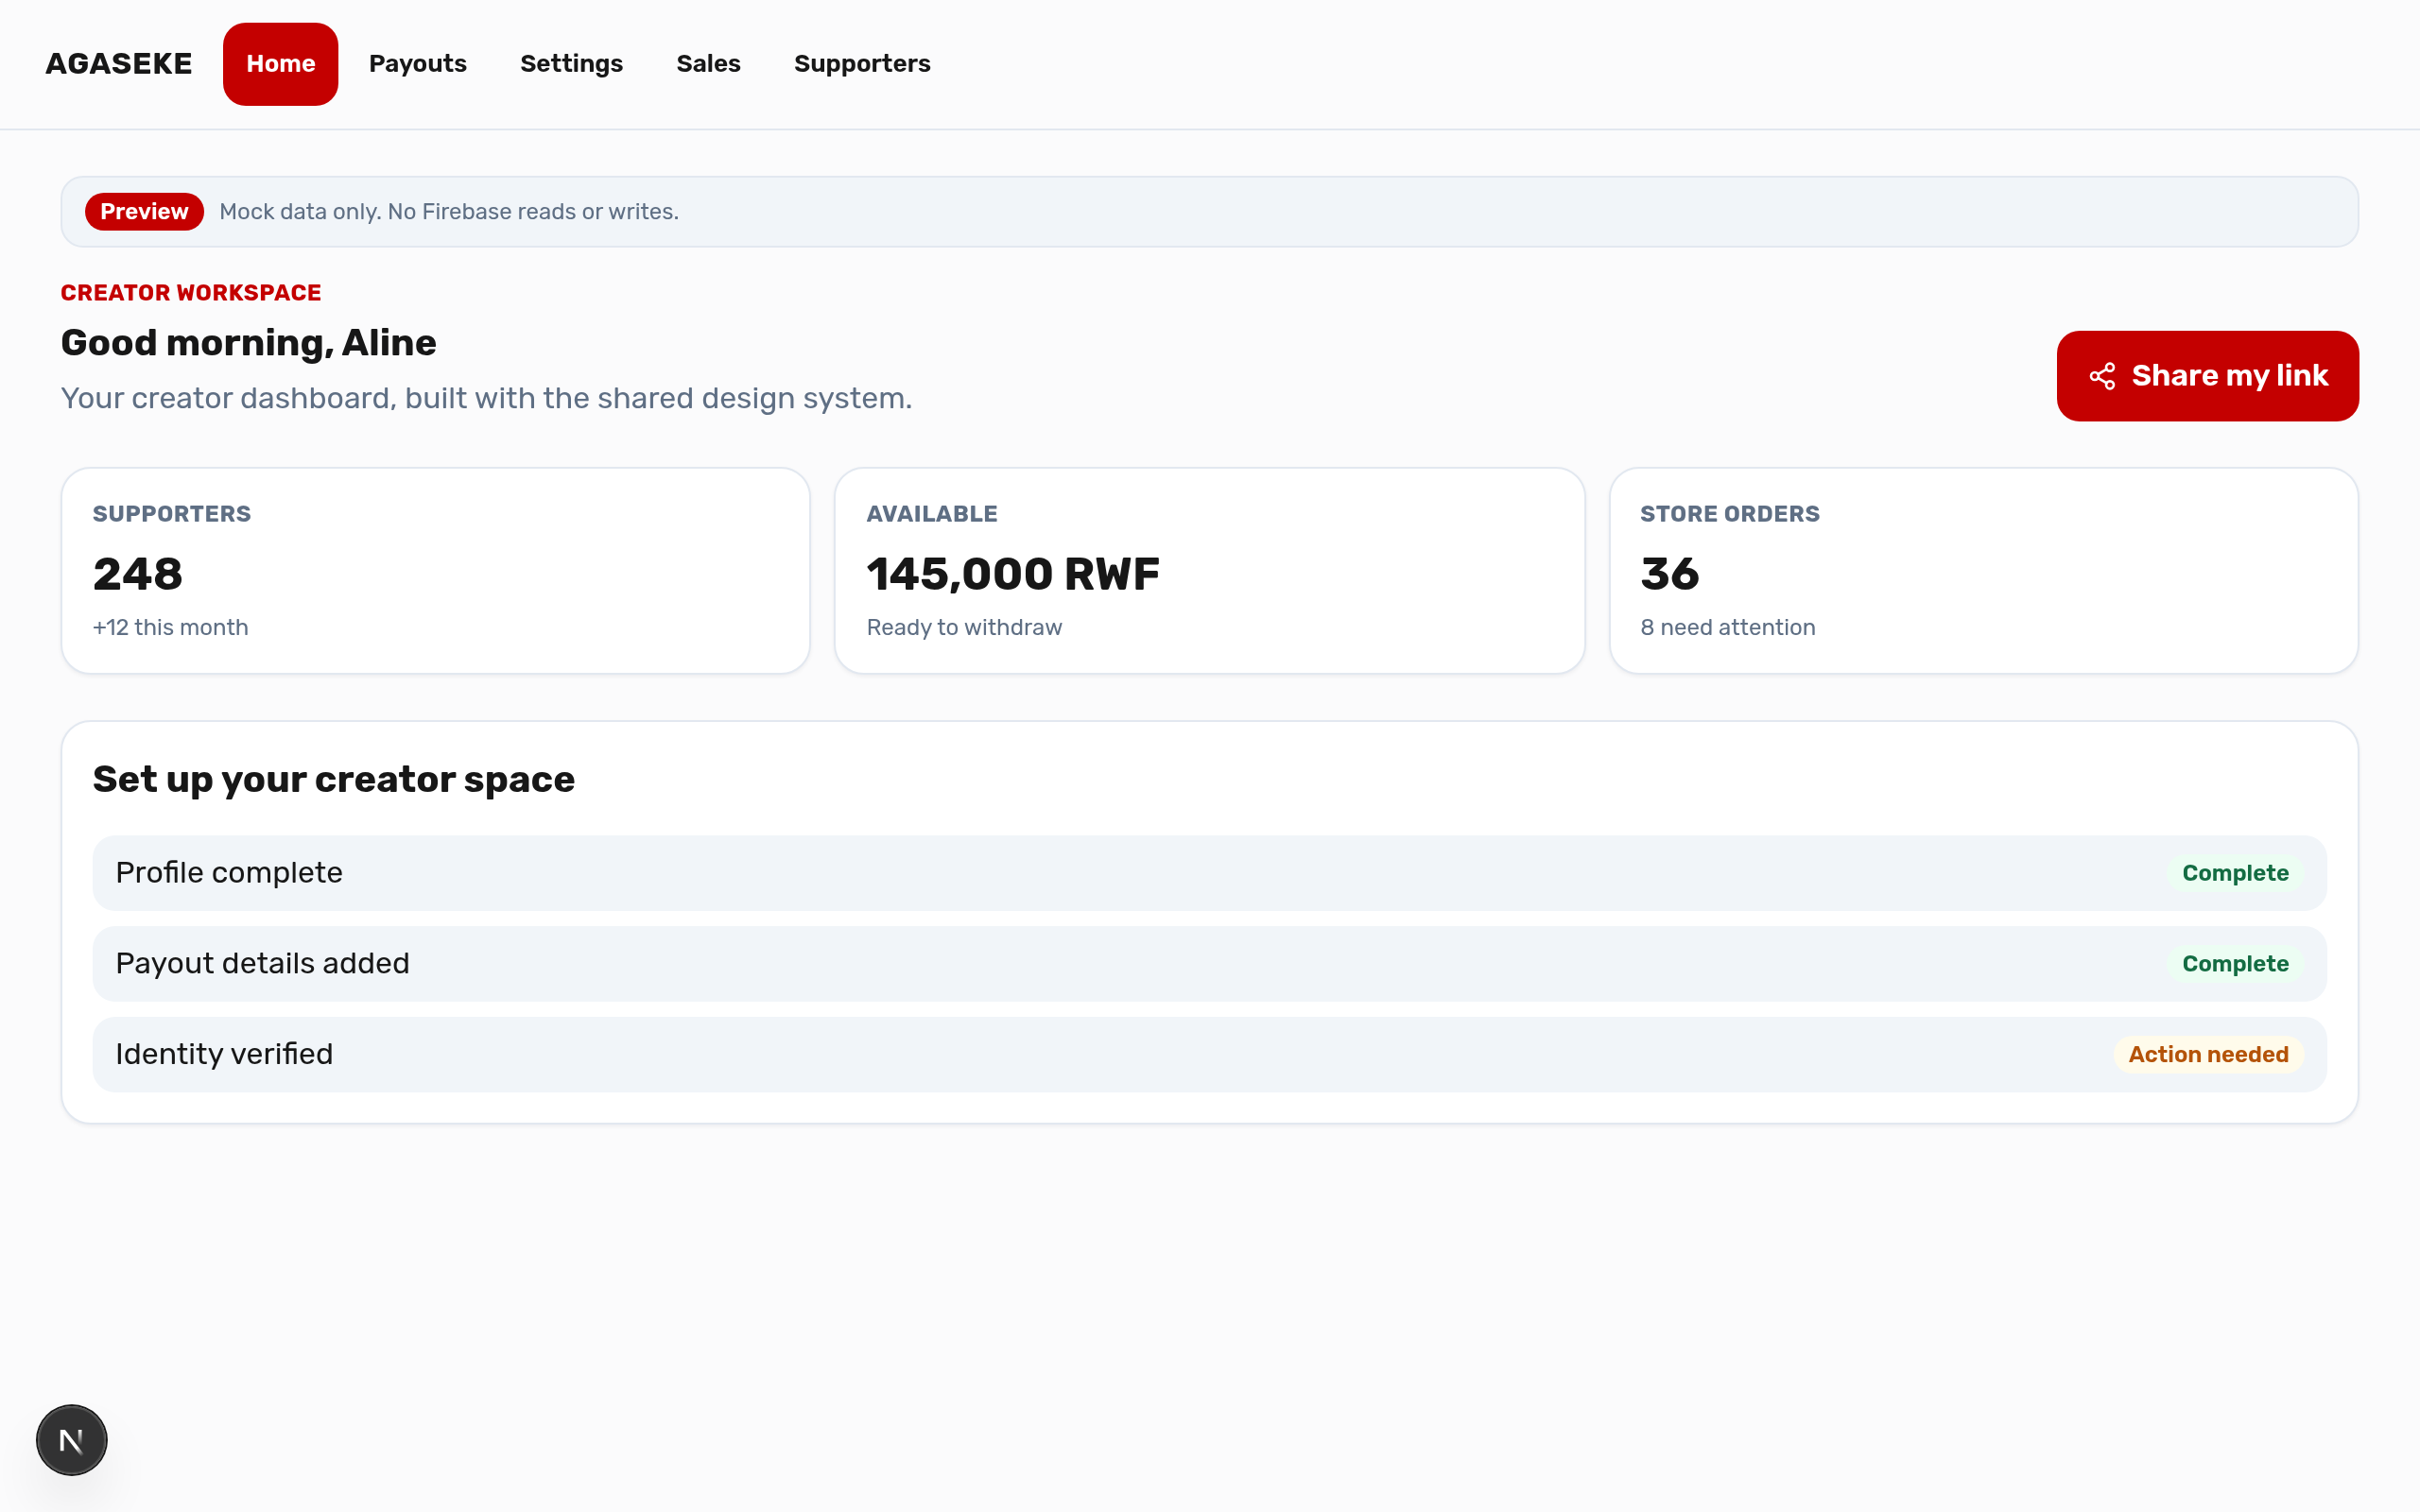 AGASEKE Home Payouts Settings Sales Supporters
Preview Mock data only. No Firebase reads or writes.
CREATOR WORKSPACE
Good morning, Aline
Your creator dashboard, built with the shared design system.
Share my link
SUPPORTERS
248
+12 this month
AVAILABLE
145,000 RWF
Ready to withdraw
STORE ORDERS
36
8 need attention
Set up your creator space
Profile complete Complete
Payout details added Complete
Identity verified Action needed
N